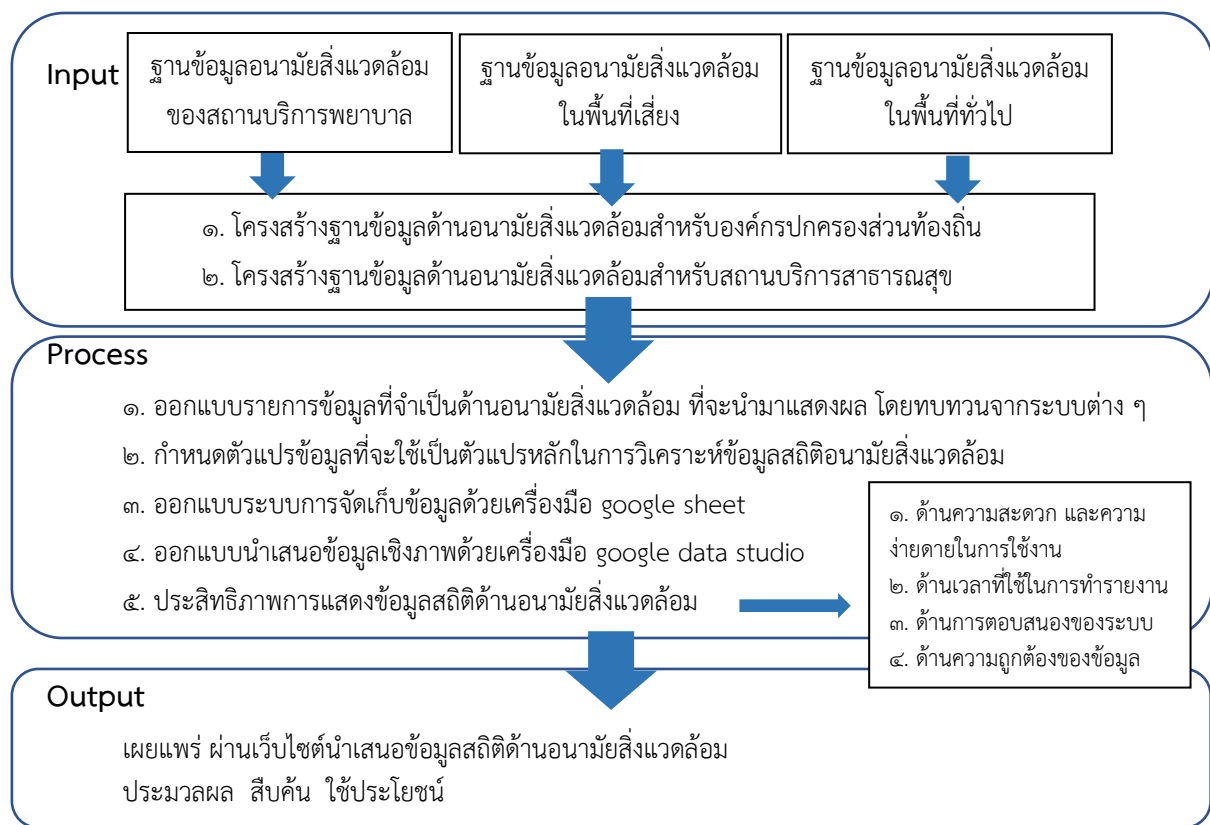 Input
ฐานข้อมูลอนามัยสิ่งแวดล้อม
ของสถานบริการพยาบาล
ฐานข้อมูลอนามัยสิ่งแวดล้อม
ในพื้นที่เสี่ยง
ฐานข้อมูลอนามัยสิ่งแวดล้อม
ในพื้นที่ทั่วไป
๑. โครงสร้างฐานข้อมูลด้านอนามัยสิ่งแวดล้อมสำหรับองค์กรปกครองส่วนท้องถิ่น
๒. โครงสร้างฐานข้อมูลด้านอนามัยสิ่งแวดล้อมสำหรับสถานบริการสาธารณสุข
Process
๑. ออกแบบรายการข้อมูลที่จำเป็นด้านอนามัยสิ่งแวดล้อม ที่จะนำมาแสดงผล โดยทบทวนจากระบบต่าง ๆ
๒. กำหนดตัวแปรข้อมูลที่จะใช้เป็นตัวแปรหลักในการวิเคราะห์ข้อมูลสถิติอนามัยสิ่งแวดล้อม
๓. ออกแบบระบบการจัดเก็บข้อมูลด้วยเครื่องมือ google sheet
๔. ออกแบบนำเสนอข้อมูลเชิงภาพด้วยเครื่องมือ google data studio
๕. ประสิทธิภาพการแสดงข้อมูลสถิติด้านอนามัยสิ่งแวดล้อม
๑. ด้านความสะดวก และความ
ง่ายดายในการใช้งาน
๒. ด้านเวลาที่ใช้ในการทำรายงาน
๓. ด้านการตอบสนองของระบบ
๔. ด้านความถูกต้องของข้อมูล
Output
เผยแพร่ ผ่านเว็บไซต์นำเสนอข้อมูลสถิติด้านอนามัยสิ่งแวดล้อม
ประมวลผล สืบค้น ใช้ประโยชน์